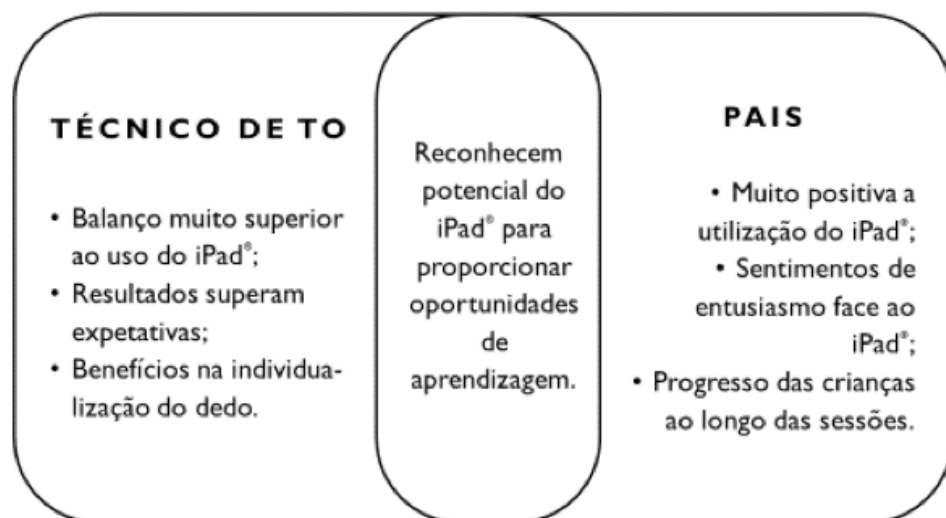 TÉCNICO DE TO
• Balanço muito superior
ao uso do iPad®;
• Resultados superam
expetativas;
• Benefícios na individua-
lização do dedo.
Reconhecem
potencial do
iPad® para
proporcionar
oportunidades
de
aprendizagem.
PAIS
• Muito positiva a
utilização do iPad®;
• Sentimentos de
entusiasmo face ao
iPad®;
• Progresso das crianças
ao longo das sessões.